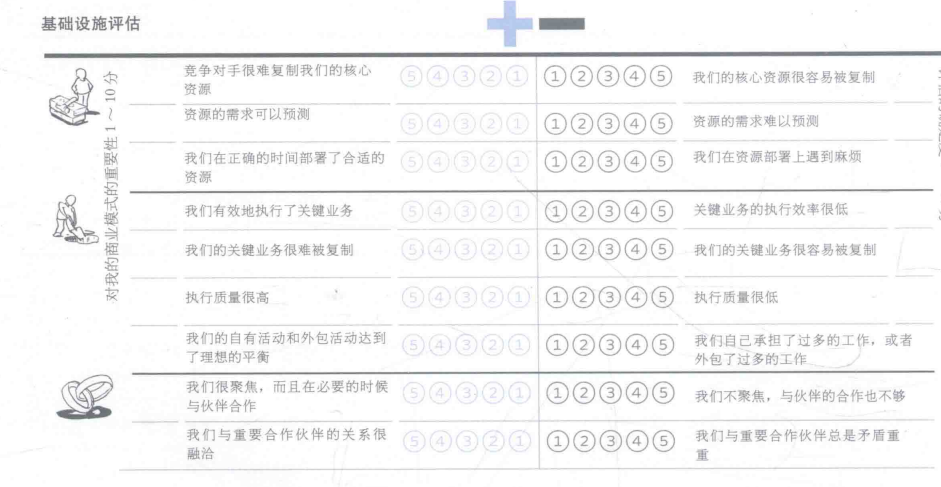 基础设施评估
对我的商业模式的重要性 1 ～ 10 分
竞争对手很难复制我们的核心
资源
⑤④③②①
①②③④⑤
我们的核心资源很容易被复制
资源的需求可以预测
⑤④③②①
①②③④⑤
资源的需求难以预测
我们在正确的时间部署了合适的
资源
⑤④③②①
①②③④⑤
我们在资源部署上遇到麻烦
我们有效地执行了关键业务
⑤④③②①
①②③④⑤
关键业务的执行效率很低
我们的关键业务很难被复制
⑤④③②①
①②③④⑤
我们的关键业务很容易被复制
执行质量很高
⑤④③②①
①②③④⑤
执行质量很低
我们的自有活动和外包活动达到
了理想的平衡
⑤④③②①
①②③④⑤
我们自己承担了过多的工作，或者
外包了过多的工作
我们很聚焦，而且在必要的时候
与伙伴合作
⑤④③②①
①②③④⑤
我们不聚焦，与伙伴的合作也不够
我们与重要合作伙伴的关系很
融洽
⑤④③②①
①②③④⑤
我们与重要合作伙伴总是矛盾重
重